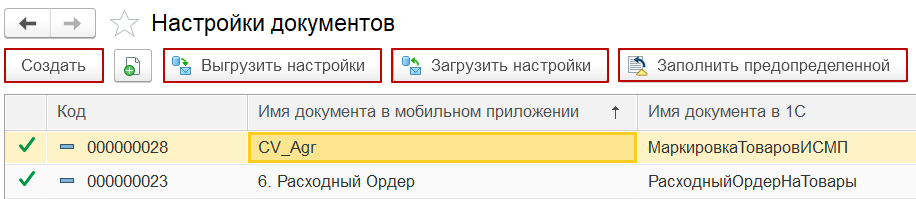 Настройки документов
Создать Выгрузить настройки Загрузить настройки Заполнить предопределенной
Код Имя документа в мобильном приложении ↑ Имя документа в 1С
000000028 CV_Agr МаркировкаТоваровИСМП
000000023 6. Расходный Ордер РасходныйОрдерНаТовары